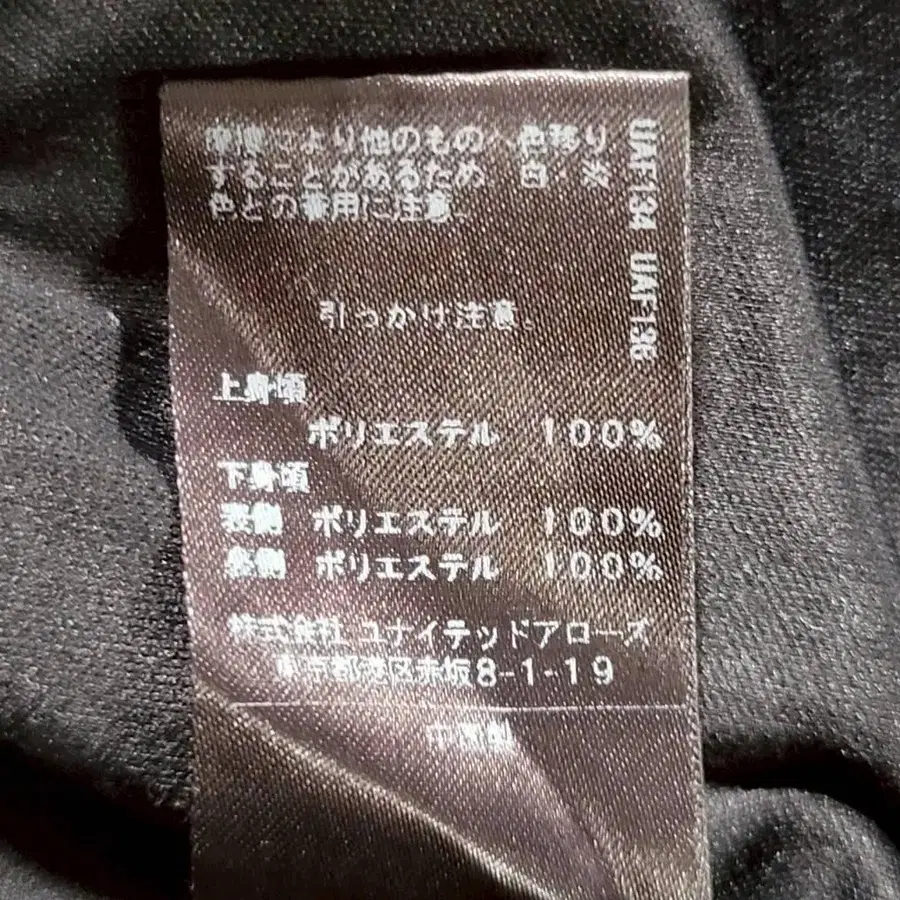 摩擦により他のものへ色移り
することがあるため、白・淡
色との着用に注意。
引っかけ注意。
上身頃
ポリエステル 100%
下身頃
表側 ポリエステル 100%
裏側 ポリエステル 100%
株式会社 ユナイテッドアローズ
東京都港区赤坂8-1-19
中国製
UAF134 UAF136